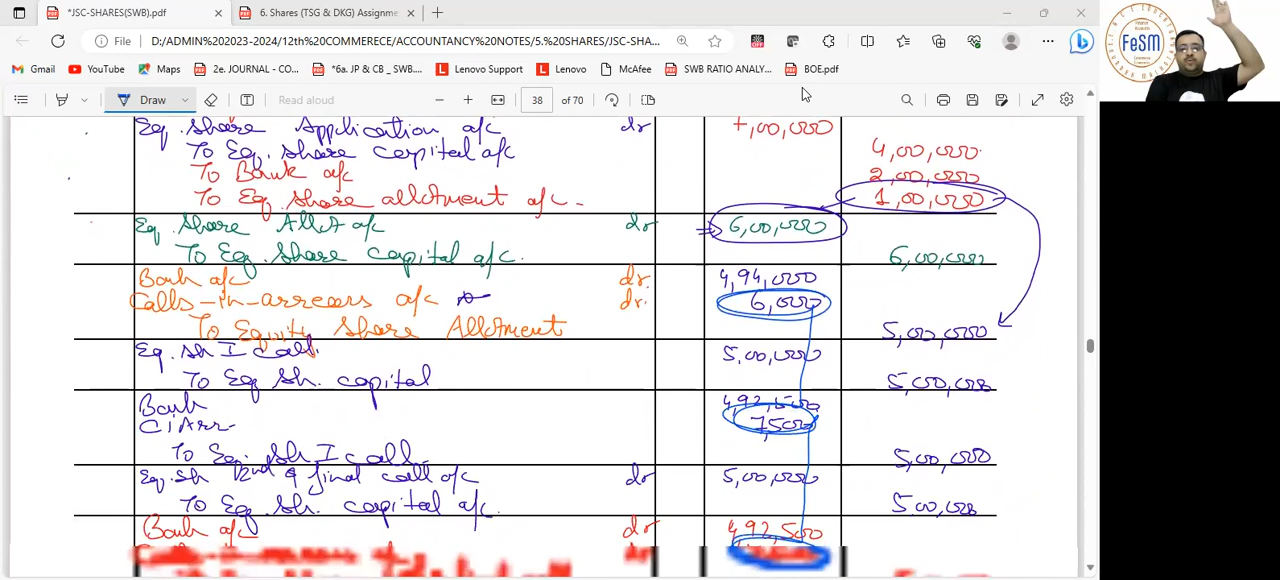 *JSC-SHARES(SWB).pdf
6. Shares (TSG & DKG) Assignme
File
D:/ADMIN%202023-2024/12th%20COMMERECE/ACCOUNTANCY%20NOTES/5.%20SHARES/JSC-SHA...
Gmail
YouTube
Maps
2e. JOURNAL - CO...
*6a. JP & CB _ SWB...
Lenovo Support
Lenovo
McAfee
SWB RATIO ANALY...
BOE.pdf
Draw
Read aloud
38
of 70
FeSM
Eq. Share Application a/c dr 7,00,000
To Eq. Share capital a/c 4,00,000
To Bank a/c 2,00,000
To Eq. share allotment a/c. 1,00,000
Eq. Share Allt a/c dr 6,00,000
To Eq. share capital a/c. 6,00,000
Bank a/c dr. 4,94,000
Calls-in-arrears a/c dr. 6,000
To Equity Share Allotment 5,00,000
Eq. Sh I call. 5,00,000
To Eq Sh. capital 5,00,000
Bank 4,92,500
CiArr 7,500
To Eq. Sh I call 5,00,000
Eq. Sh 2nd & final call a/c dr 5,00,000
To Eq. Sh. capital a/c. 5,00,000
Bank a/c dr 4,92,500